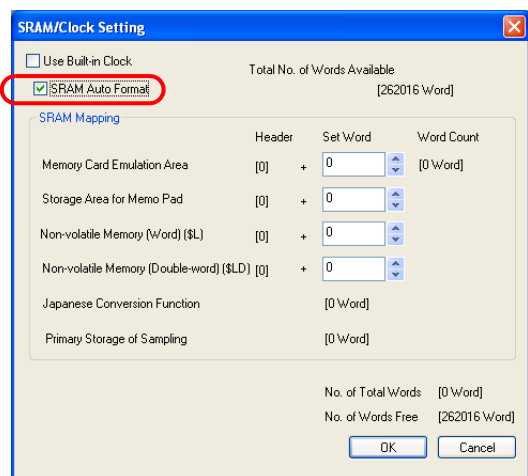 SRAM/Clock Setting
Use Built-in Clock
Total No. of Words Available
SRAM Auto Format
[262016 Word]
SRAM Mapping
Header Set Word Word Count
Memory Card Emulation Area [0] + 0 [0 Word]
Storage Area for Memo Pad [0] + 0
Non-volatile Memory (Word) ($L) [0] + 0
Non-volatile Memory (Double-word) ($LD) [0] + 0
Japanese Conversion Function [0 Word]
Primary Storage of Sampling [0 Word]
No. of Total Words [0 Word]
No. of Words Free [262016 Word]
OK Cancel